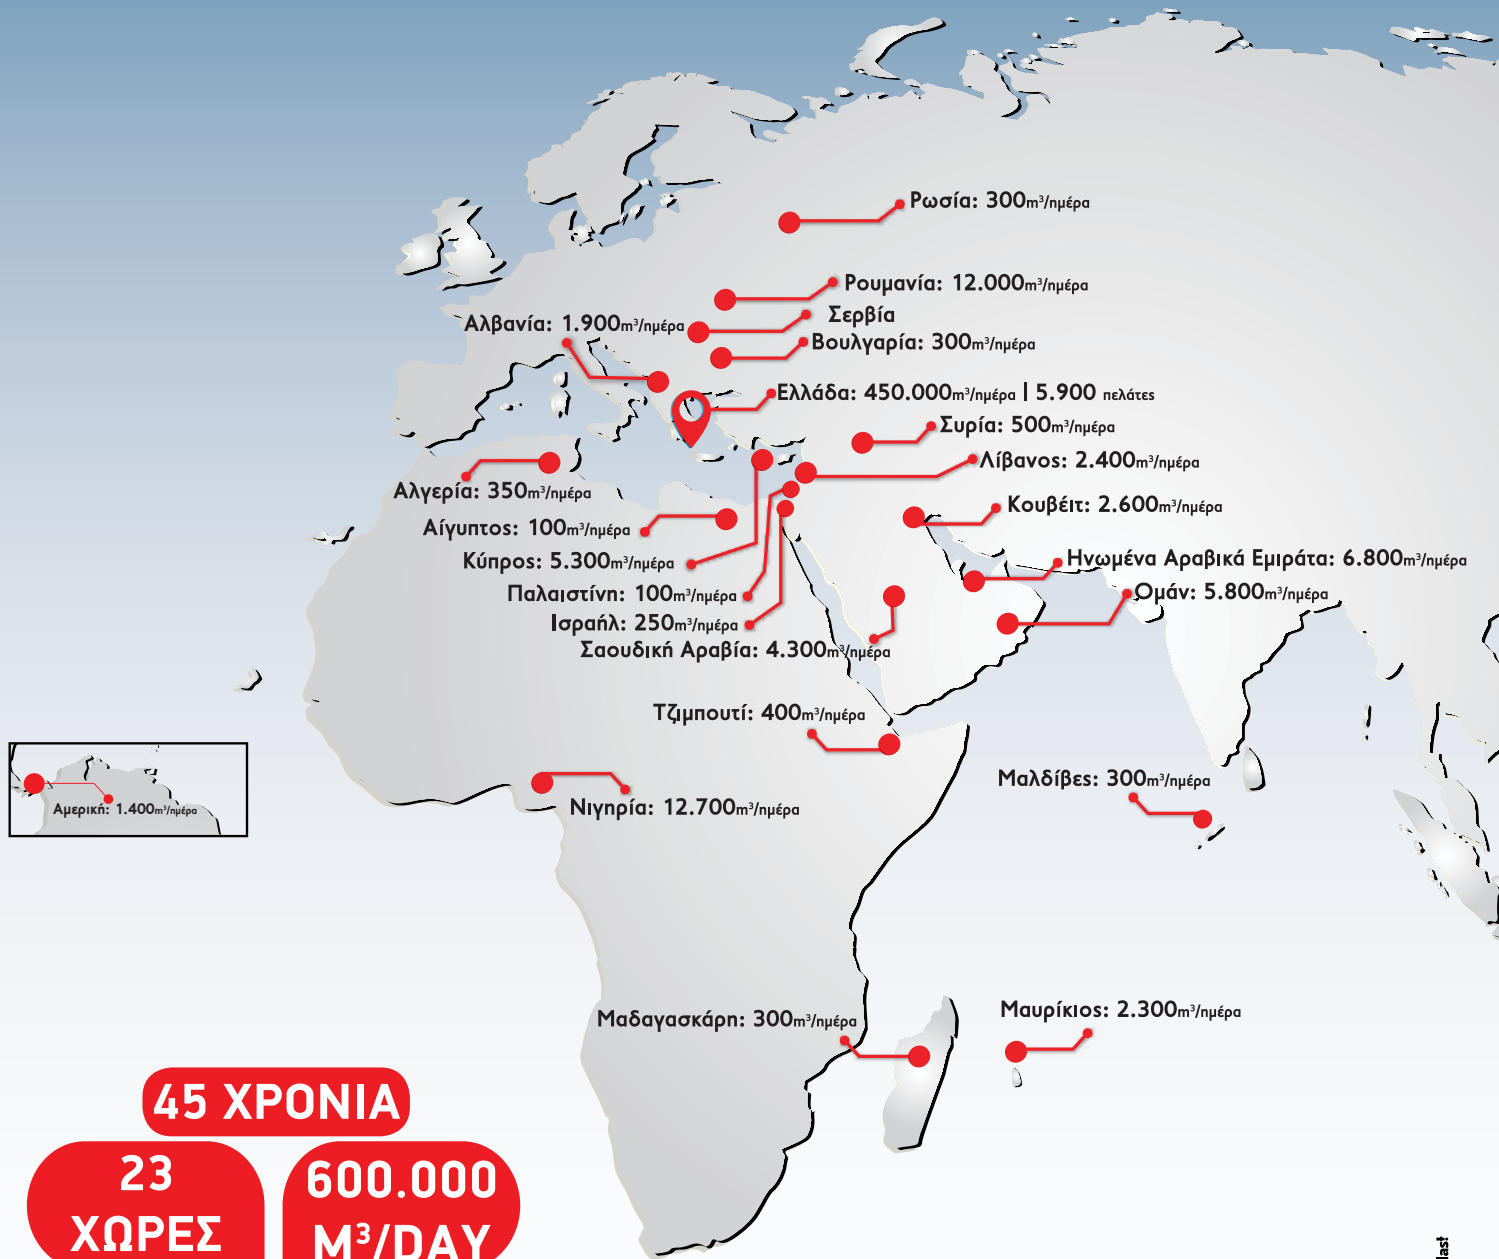 Ρωσία: 300m³/ημέρα
Ρουμανία: 12.000m³/ημέρα
Σερβία
Αλβανία: 1.900m³/ημέρα
Βουλγαρία: 300m³/ημέρα
Ελλάδα: 450.000m³/ημέρα | 5.900 πελάτες
Συρία: 500m³/ημέρα
Λίβανος: 2.400m³/ημέρα
Αλγερία: 350m³/ημέρα
Κουβέιτ: 2.600m³/ημέρα
Αίγυπτος: 100m³/ημέρα
Κύπρος: 5.300m³/ημέρα
Ηνωμένα Αραβικά Εμιράτα: 6.800m³/ημέρα
Παλαιστίνη: 100m³/ημέρα
Ομάν: 5.800m³/ημέρα
Ισραήλ: 250m³/ημέρα
Σαουδική Αραβία: 4.300m³/ημέρα
Τζιμπουτί: 400m³/ημέρα
Μαλδίβες: 300m³/ημέρα
Νιγηρία: 12.700m³/ημέρα
Αμερική: 1.400m³/ημέρα
Μαδαγασκάρη: 300m³/ημέρα
Μαυρίκιος: 2.300m³/ημέρα
45 ΧΡΟΝΙΑ
23
ΧΩΡΕΣ
600.000
M³/DAY